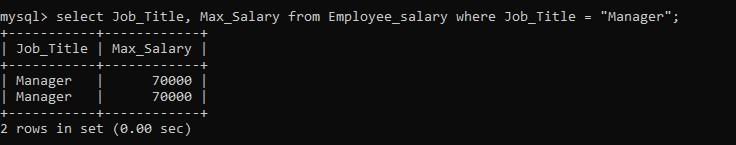 mysql> select Job_Title, Max_Salary from Employee_salary where Job_Title = "Manager";
+-----------+------------+
| Job_Title | Max_Salary |
+-----------+------------+
| Manager   |      70000 |
| Manager   |      70000 |
+-----------+------------+
2 rows in set (0.00 sec)